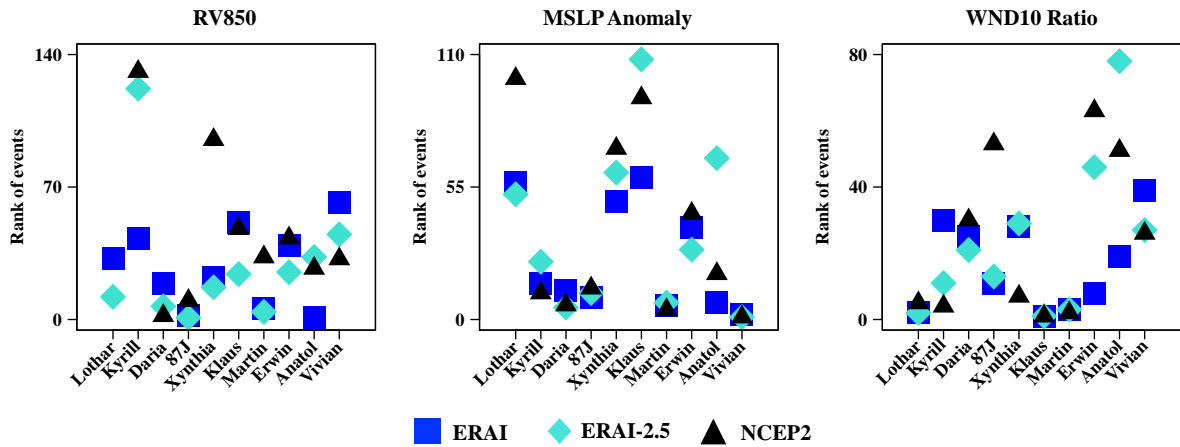 RV850
MSLP Anomaly
WND10 Ratio
Rank of events
140
70
0
Lothar
Kyrill
Daria
87J
Xynthia
Klaus
Martin
Erwin
Anatol
Vivian
Rank of events
110
55
0
Lothar
Kyrill
Daria
87J
Xynthia
Klaus
Martin
Erwin
Anatol
Vivian
Rank of events
80
40
0
Lothar
Kyrill
Daria
87J
Xynthia
Klaus
Martin
Erwin
Anatol
Vivian
ERAI ERAI-2.5 NCEP2